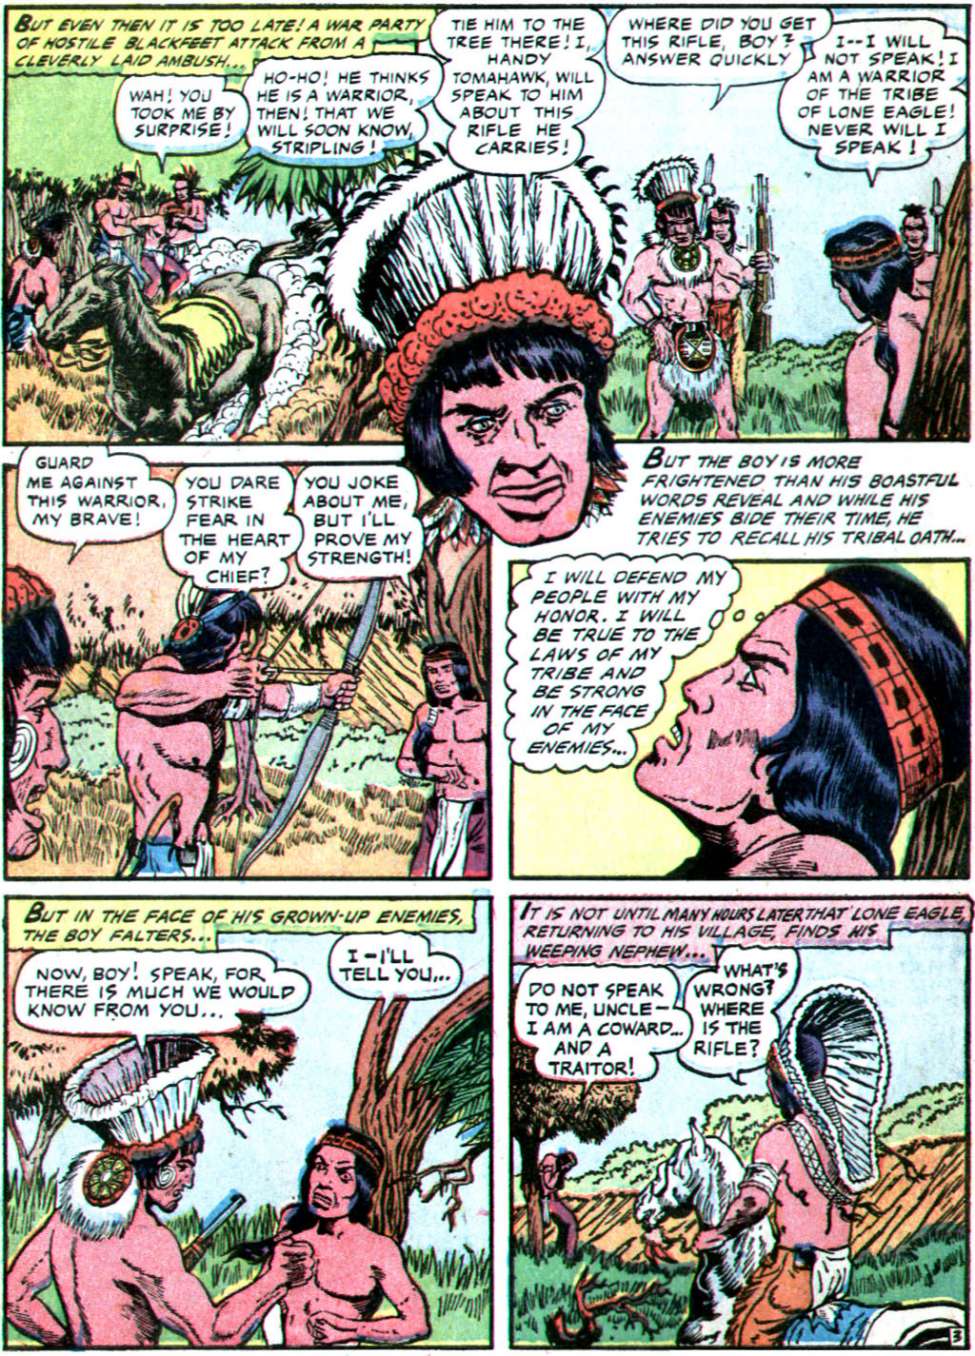 BUT EVEN THEN IT IS TOO LATE! A WAR PARTY
OF HOSTILE BLACKFEET ATTACK FROM A
CLEVERLY LAID AMBUSH...
WAH! YOU
TOOK ME BY
SURPRISE!
HO-HO! HE THINKS
HE IS A WARRIOR,
THEN! THAT WE
WILL SOON KNOW,
STRIPLING!
TIE HIM TO THE
TREE THERE! I,
HANDY
TOMAHAWK, WILL
SPEAK TO HIM
ABOUT THIS
RIFLE HE
CARRIES!
WHERE DID YOU GET
THIS RIFLE, BOY?
ANSWER QUICKLY
I--I WILL
NOT SPEAK! I
AM A WARRIOR
OF THE TRIBE
OF LONE EAGLE!
NEVER WILL I
SPEAK!
GUARD
ME AGAINST
THIS WARRIOR,
MY BRAVE!
YOU DARE
STRIKE
FEAR IN
THE HEART
OF MY
CHIEF?
YOU JOKE
ABOUT ME,
BUT I'LL
PROVE MY
STRENGTH!
BUT THE BOY IS MORE
FRIGHTENED THAN HIS BOASTFUL
WORDS REVEAL AND WHILE HIS
ENEMIES BIDE THEIR TIME, HE
TRIES TO RECALL HIS TRIBAL OATH...
I WILL DEFEND MY
PEOPLE WITH MY
HONOR. I WILL
BE TRUE TO THE
LAWS OF MY
TRIBE AND
BE STRONG
IN THE FACE
OF MY
ENEMIES...
BUT IN THE FACE OF HIS GROWN-UP ENEMIES,
THE BOY FALTERS...
NOW, BOY! SPEAK, FOR
THERE IS MUCH WE WOULD
KNOW FROM YOU...
I-I'LL
TELL YOU...
IT IS NOT UNTIL MANY HOURS LATER THAT LONE EAGLE,
RETURNING TO HIS VILLAGE, FINDS HIS
WEEPING NEPHEW...
DO NOT SPEAK
TO ME, UNCLE—
I AM A COWARD...
AND A
TRAITOR!
WHAT'S
WRONG?
WHERE
IS THE
RIFLE?
3